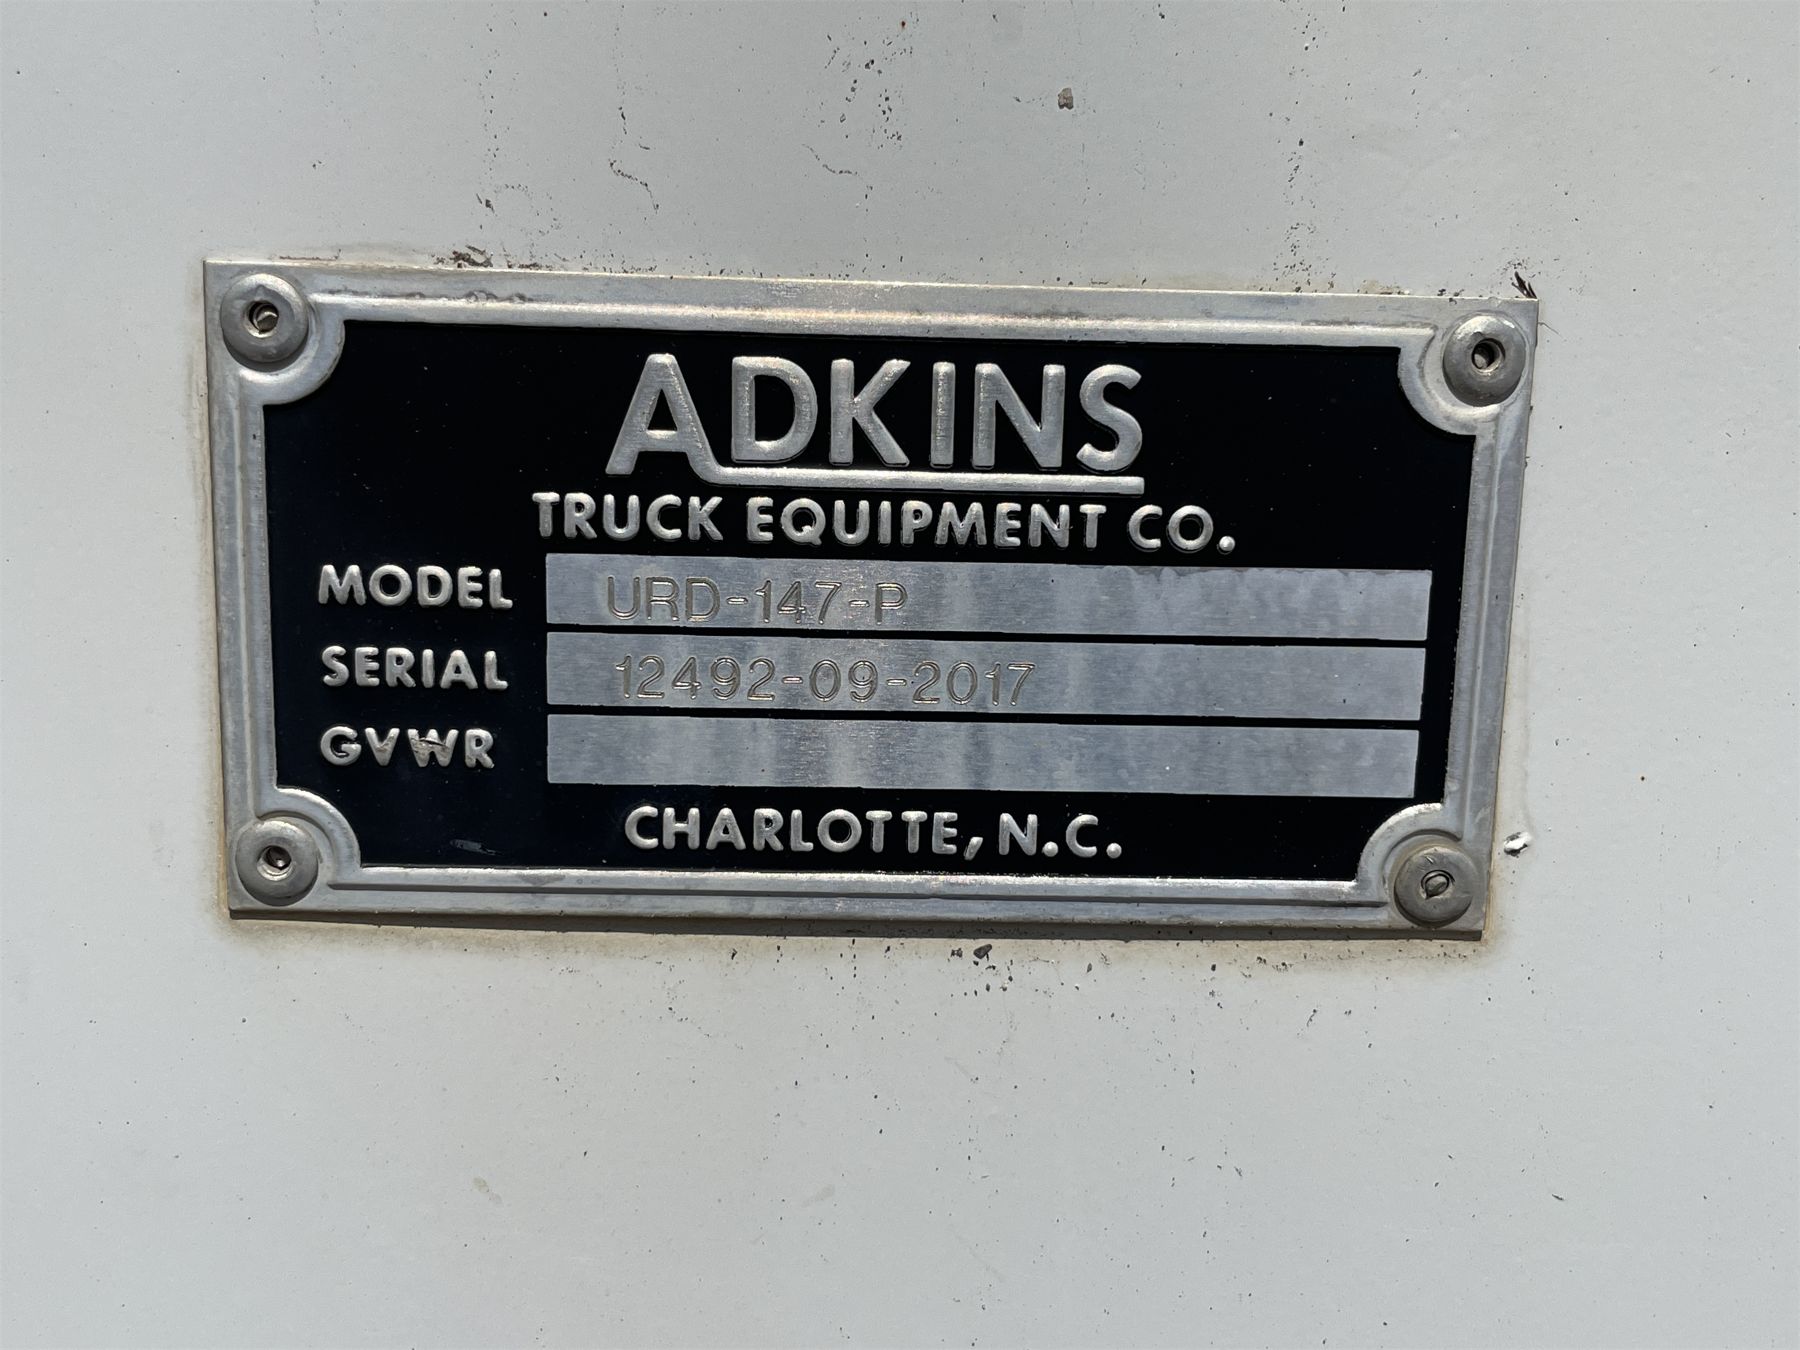 ADKINS
TRUCK EQUIPMENT CO.
MODEL URD-147-P
SERIAL 12492-09-2017
GVWR
CHARLOTTE, N.C.